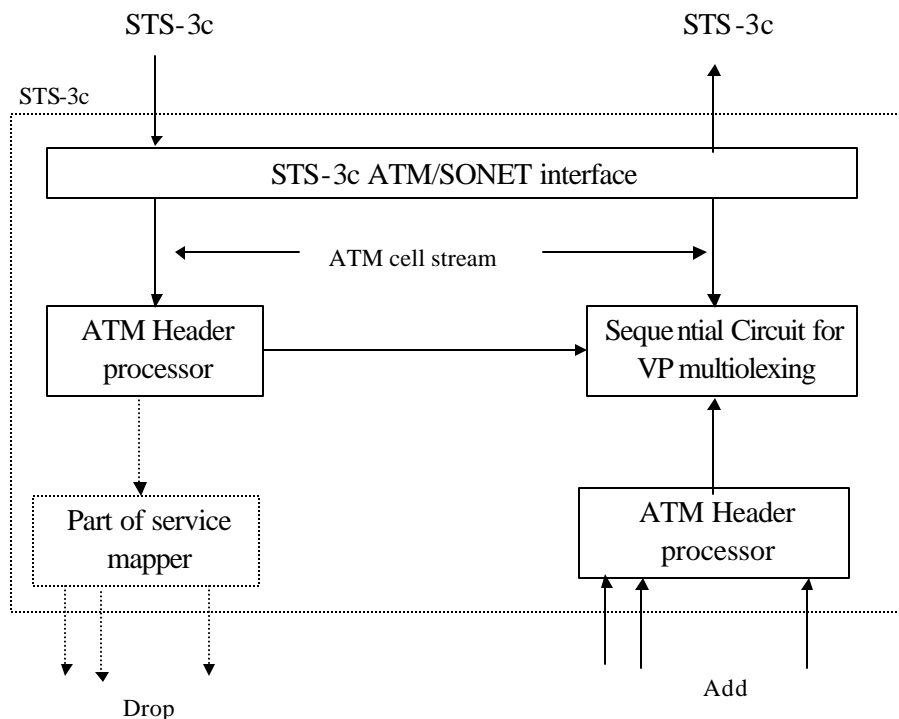 STS-3c
STS-3c
STS-3c
STS-3c ATM/SONET interface
ATM cell stream
ATM Header
processor
Sequential Circuit for
VP multiolexing
Part of service
mapper
ATM Header
processor
Drop
Add